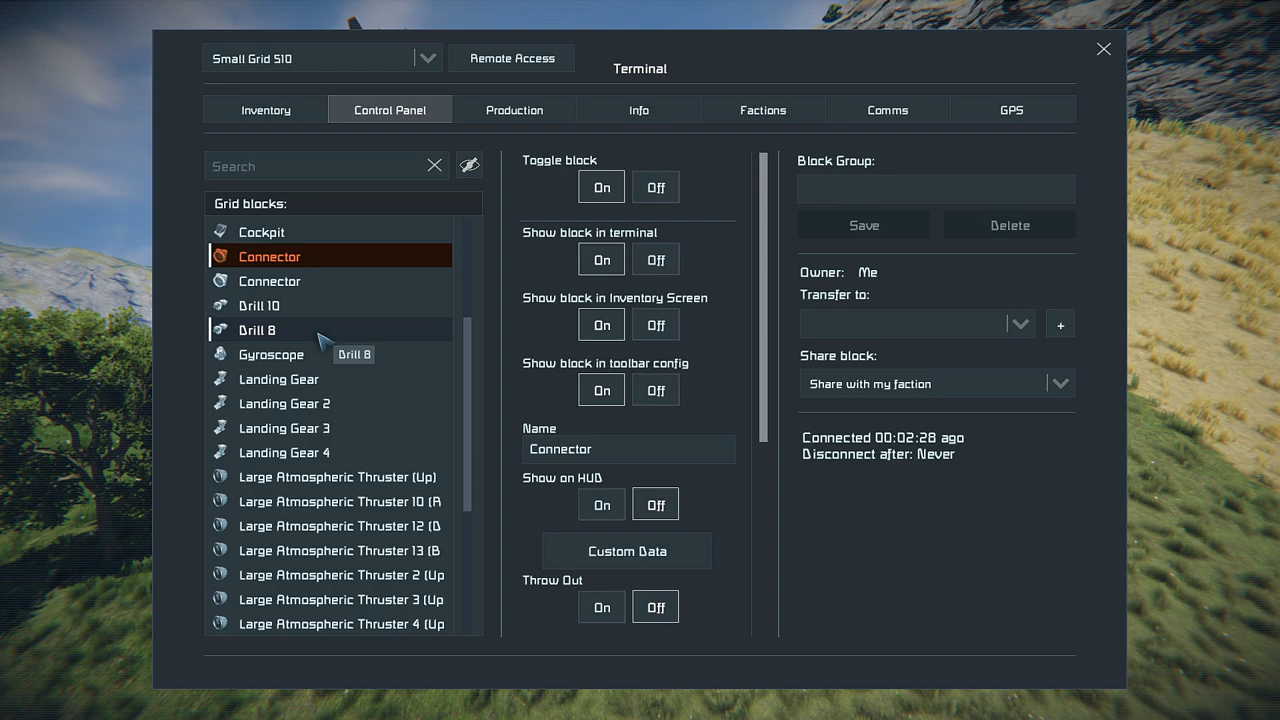 Small Grid 510
Remote Access
Terminal
Inventory
Control Panel
Production
Info
Factions
Comms
GPS
Search
Grid blocks:
Cockpit
Connector
Connector
Drill 10
Drill 8
Drill 8
Gyroscope
Landing Gear
Landing Gear 2
Landing Gear 3
Landing Gear 4
Large Atmospheric Thruster (Up)
Large Atmospheric Thruster 10 (R
Large Atmospheric Thruster 12 (D
Large Atmospheric Thruster 13 (B
Large Atmospheric Thruster 2 (Up
Large Atmospheric Thruster 3 (Up
Large Atmospheric Thruster 4 (Up
Toggle block
On Off
Show block in terminal
On Off
Show block in Inventory Screen
On Off
Show block in toolbar config
On Off
Name
Connector
Show on HUD
On Off
Custom Data
Throw Out
On Off
Block Group:
Save Delete
Owner: Me
Transfer to:
+
Share block:
Share with my faction
Connected 00:02:28 ago
Disconnect after: Never